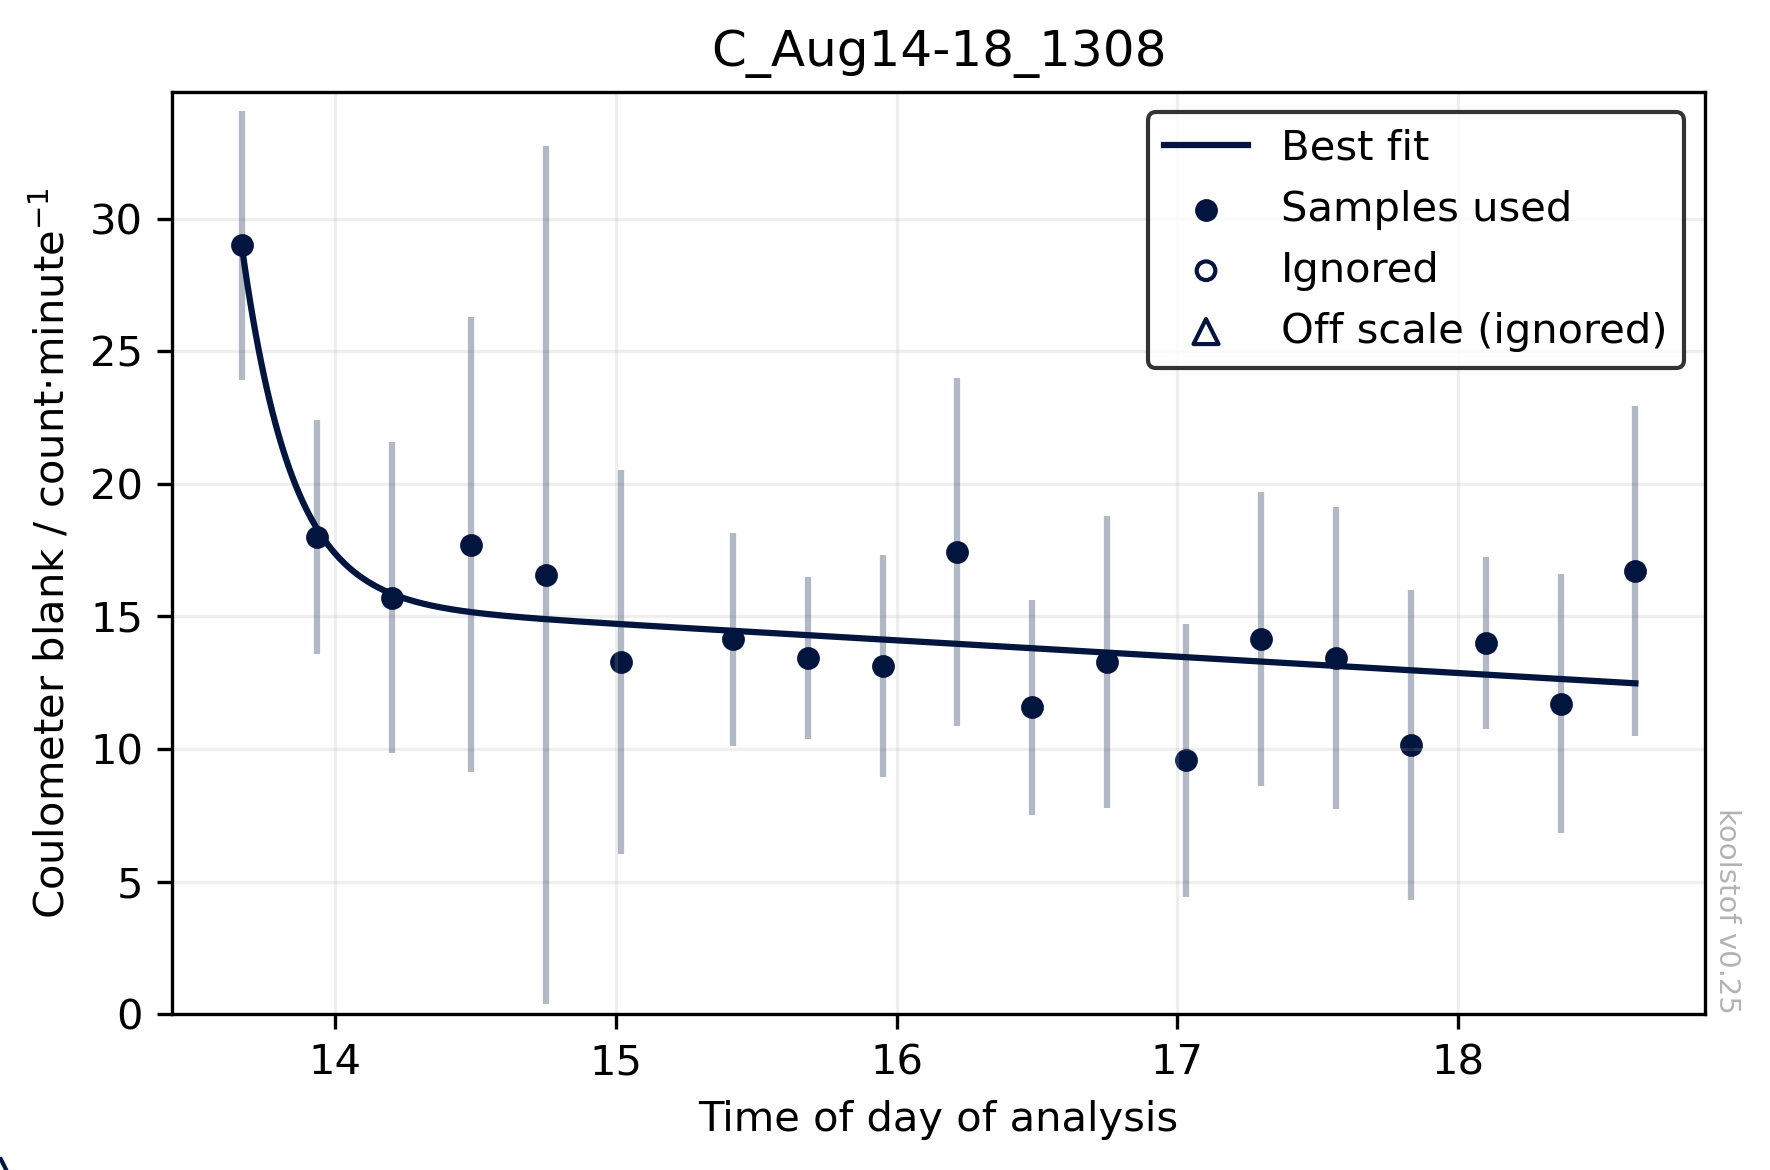 C_Aug14-18_1308
Coulometer blank / count·minute⁻¹
30
25
20
15
10
5
0
Best fit
Samples used
Ignored
Off scale (ignored)
14 15 16 17 18
Time of day of analysis
koolstof v0.25